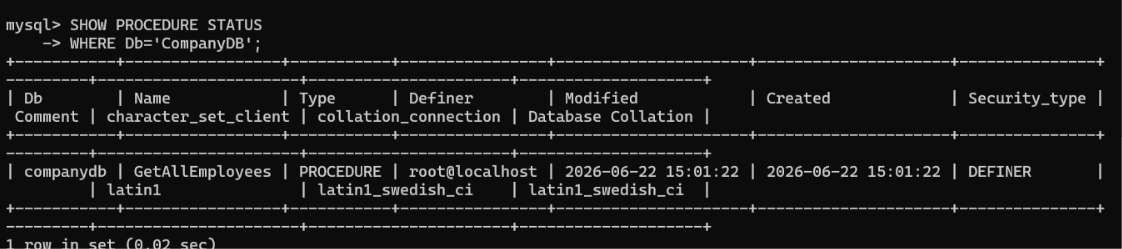 mysql> SHOW PROCEDURE STATUS
    -> WHERE Db='CompanyDB';
+-----------+----------------+-----------+----------------+---------------------+---------------------+---------------+
---------+----------------------+----------------------+--------------------+
| Db        | Name           | Type      | Definer        | Modified            | Created             | Security_type |
 Comment | character_set_client | collation_connection | Database Collation |
+-----------+----------------+-----------+----------------+---------------------+---------------------+---------------+
---------+----------------------+----------------------+--------------------+
| companydb | GetAllEmployees | PROCEDURE | root@localhost | 2026-06-22 15:01:22 | 2026-06-22 15:01:22 | DEFINER       |
         | latin1               | latin1_swedish_ci    | latin1_swedish_ci  |
+-----------+----------------+-----------+----------------+---------------------+---------------------+---------------+
---------+----------------------+----------------------+--------------------+
1 row in set (0.02 sec)